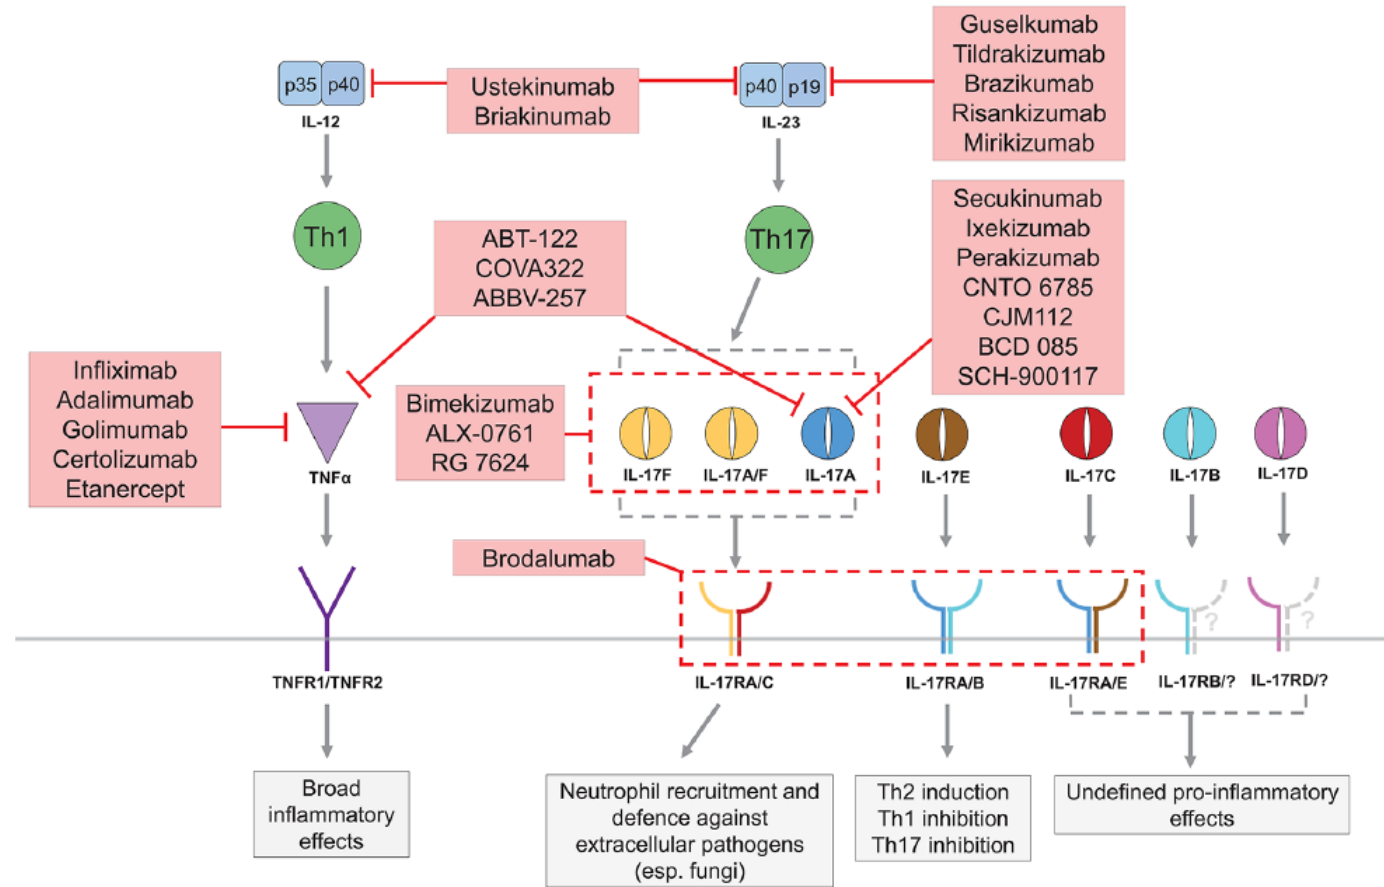 Guselkumab
Tildrakizumab
Brazikumab
Risankizumab
Mirikizumab
p35 p40
IL-12
Ustekinumab
Briakinumab
p40 p19
IL-23
Th1
ABT-122
COVA322
ABBV-257
Th17
Secukinumab
Ixekizumab
Perakizumab
CNTO 6785
CJM112
BCD 085
SCH-900117
Infliximab
Adalimumab
Golimumab
Certolizumab
Etanercept
TNFα
Bimekizumab
ALX-0761
RG 7624
IL-17F
IL-17A/F
IL-17A
IL-17E
IL-17C
IL-17B
IL-17D
Brodalumab
?
?
TNFR1/TNFR2
IL-17RA/C
IL-17RA/B
IL-17RA/E
IL-17RB/?
IL-17RD/?
Broad
inflammatory
effects
Neutrophil recruitment and
defence against
extracellular pathogens
(esp. fungi)
Th2 induction
Th1 inhibition
Th17 inhibition
Undefined pro-inflammatory
effects